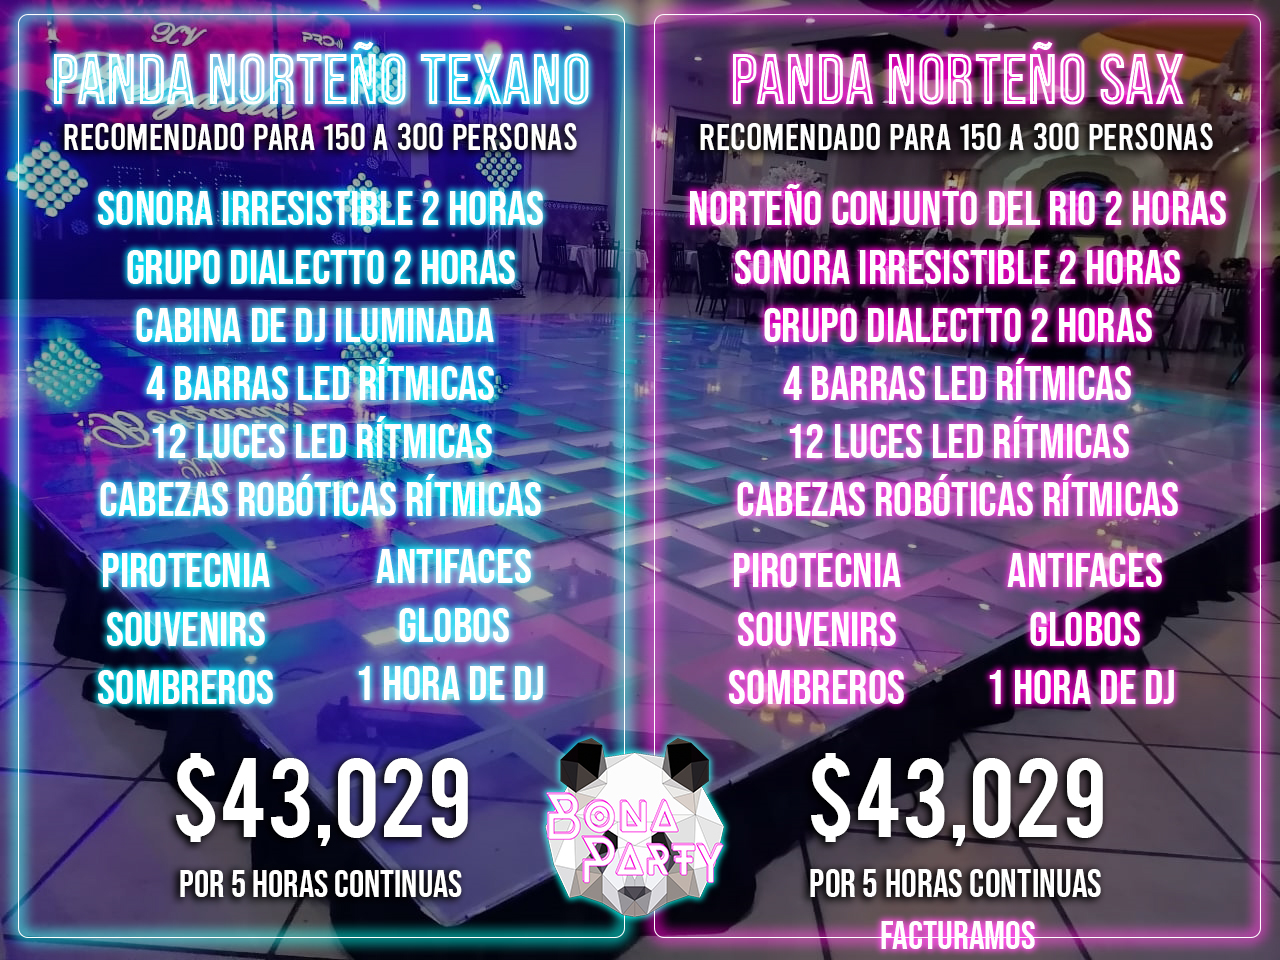 XV
PRO
PANDA NORTEÑO TEXANO
RECOMENDADO PARA 150 A 300 PERSONAS
SONORA IRRESISTIBLE 2 HORAS
GRUPO DIALECTTO 2 HORAS
CABINA DE DJ ILUMINADA
4 BARRAS LED RÍTMICAS
12 LUCES LED RÍTMICAS
CABEZAS ROBÓTICAS RÍTMICAS
PIROTECNIA
SOUVENIRS
SOMBREROS
ANTIFACES
GLOBOS
1 HORA DE DJ
$43,029
POR 5 HORAS CONTINUAS
BONA
PARTY
PANDA NORTEÑO SAX
RECOMENDADO PARA 150 A 300 PERSONAS
NORTEÑO CONJUNTO DEL RIO 2 HORAS
SONORA IRRESISTIBLE 2 HORAS
GRUPO DIALECTTO 2 HORAS
4 BARRAS LED RÍTMICAS
12 LUCES LED RÍTMICAS
CABEZAS ROBÓTICAS RÍTMICAS
PIROTECNIA
SOUVENIRS
SOMBREROS
ANTIFACES
GLOBOS
1 HORA DE DJ
$43,029
POR 5 HORAS CONTINUAS
FACTURAMOS